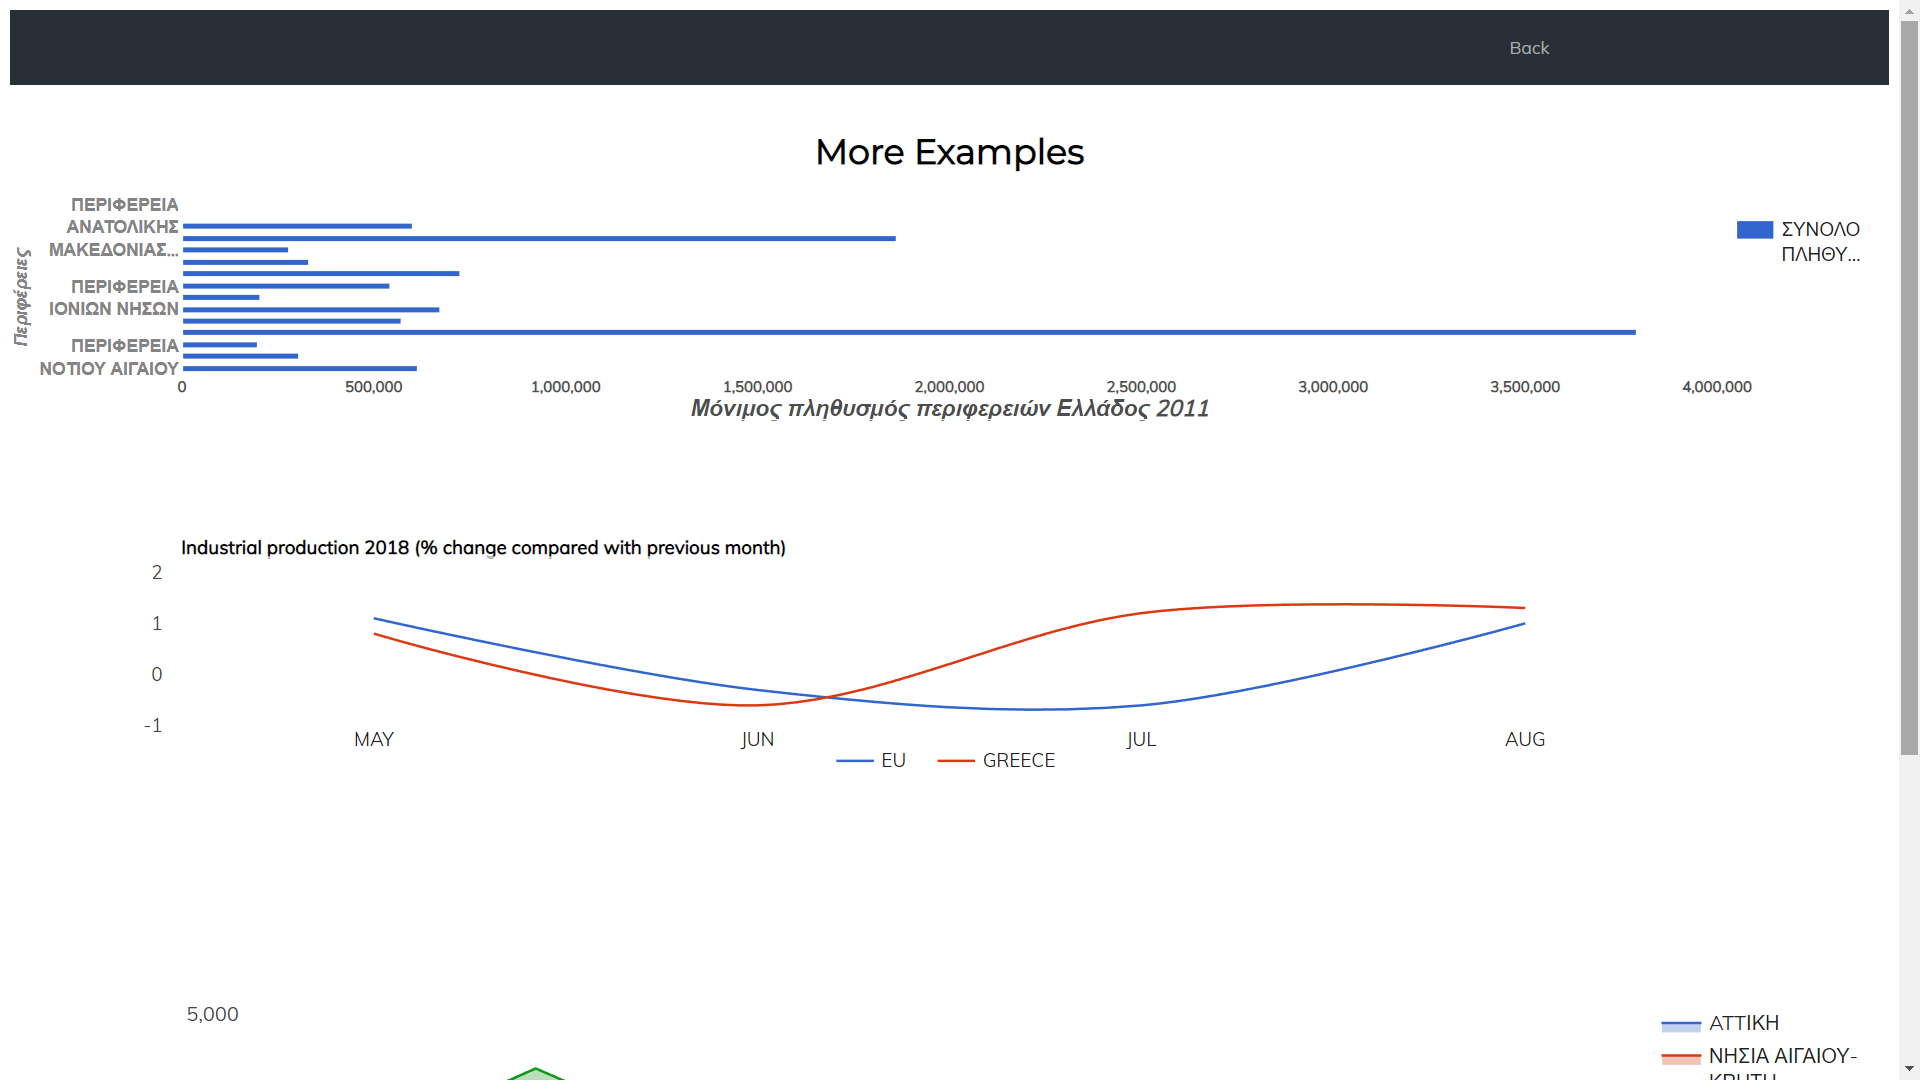 Back
More Examples
ΠΕΡΙΦΕΡΕΙΑ
ΑΝΑΤΟΛΙΚΗΣ
ΜΑΚΕΔΟΝΙΑΣ...
ΠΕΡΙΦΕΡΕΙΑ
ΙΟΝΙΩΝ ΝΗΣΩΝ
ΠΕΡΙΦΕΡΕΙΑ
ΝΟΤΙΟΥ ΑΙΓΑΙΟΥ
Περιφέρειες
ΣΥΝΟΛΟ
ΠΛΗΘΥ...
0 500,000 1,000,000 1,500,000 2,000,000 2,500,000 3,000,000 3,500,000 4,000,000
Μόνιμος πληθυσμός περιφερειών Ελλάδος 2011
Industrial production 2018 (% change compared with previous month)
2
1
0
-1
MAY JUN JUL AUG
EU GREECE
5,000
ΑΤΤΙΚΗ
ΝΗΣΙΑ ΑΙΓΑΙΟΥ-